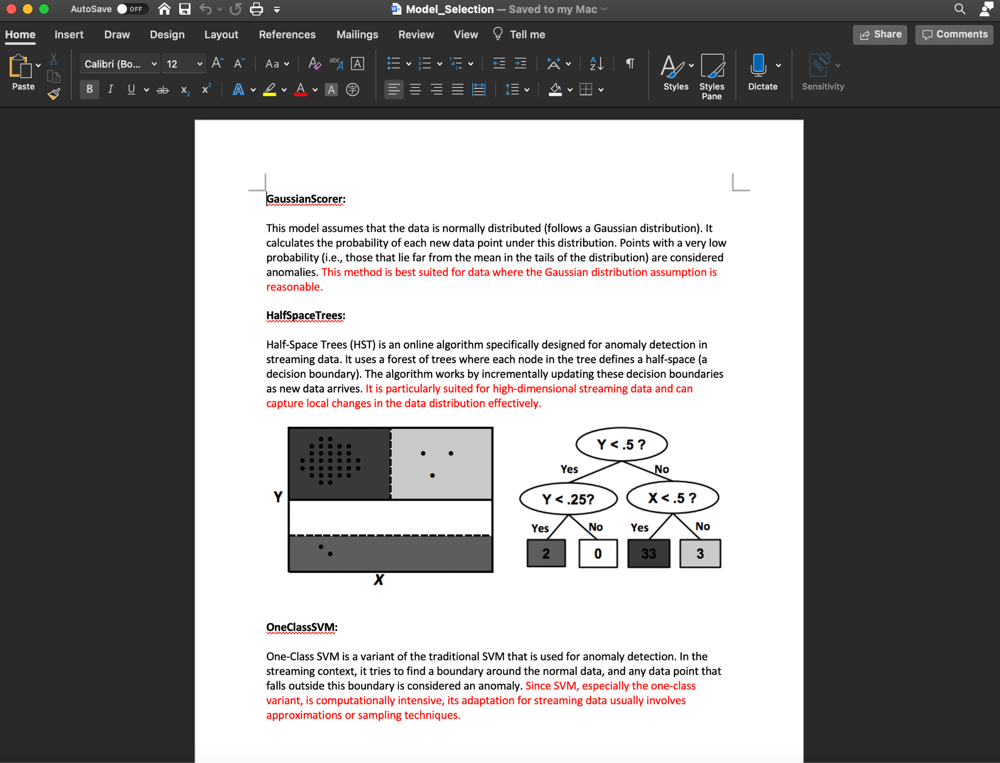 AutoSave OFF
Model_Selection — Saved to my Mac
Home Insert Draw Design Layout References Mailings Review View Tell me Share Comments
Paste
Calibri (Bo... 12 Aa
Styles
Styles
Pane
Dictate
Sensitivity
GaussianScorer:
This model assumes that the data is normally distributed (follows a Gaussian distribution). It
calculates the probability of each new data point under this distribution. Points with a very low
probability (i.e., those that lie far from the mean in the tails of the distribution) are considered
anomalies. This method is best suited for data where the Gaussian distribution assumption is
reasonable.
HalfSpaceTrees:
Half-Space Trees (HST) is an online algorithm specifically designed for anomaly detection in
streaming data. It uses a forest of trees where each node in the tree defines a half-space (a
decision boundary). The algorithm works by incrementally updating these decision boundaries
as new data arrives. It is particularly suited for high-dimensional streaming data and can
capture local changes in the data distribution effectively.
Y
X
Y < .5 ?
Yes No
Y < .25? X < .5 ?
Yes No Yes No
2 0 33 3
OneClassSVM:
One-Class SVM is a variant of the traditional SVM that is used for anomaly detection. In the
streaming context, it tries to find a boundary around the normal data, and any data point that
falls outside this boundary is considered an anomaly. Since SVM, especially the one-class
variant, is computationally intensive, its adaptation for streaming data usually involves
approximations or sampling techniques.